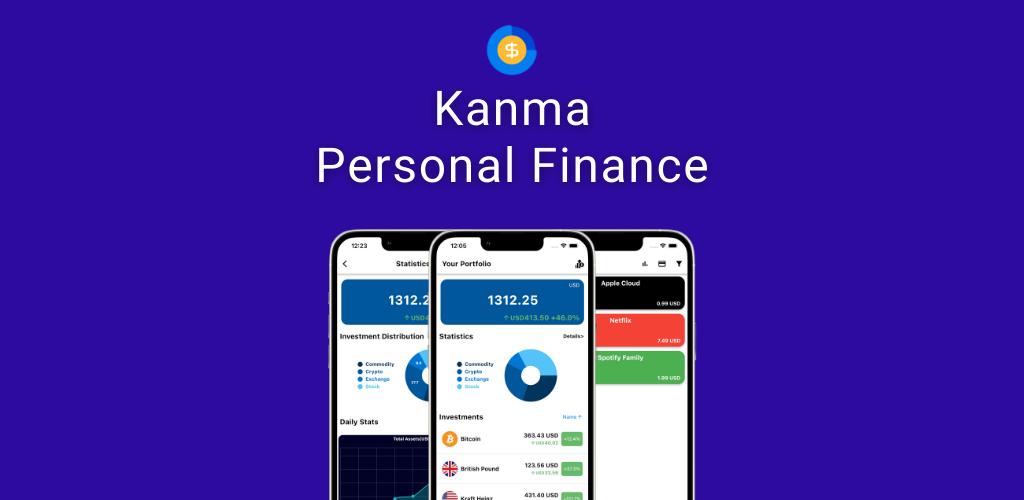 $
Kanma
Personal Finance
12:23
Statistics
1312.2
↑ USD4
Investment Distribution
Commodity
Crypto
Exchange
Stock
Daily Stats
12:05
Your Portfolio
USD
1312.25
↑ USD413.50 +46.0%
Statistics
Details>
Commodity
Crypto
Exchange
Stock
Investments
Name ↑
Bitcoin
363.43 USD
+12.4%
British Pound
123.56 USD
Kraft Heinz
431.40 USD
Apple Cloud
0.99 USD
Netflix
7.49 USD
Spotify Family
1.99 USD